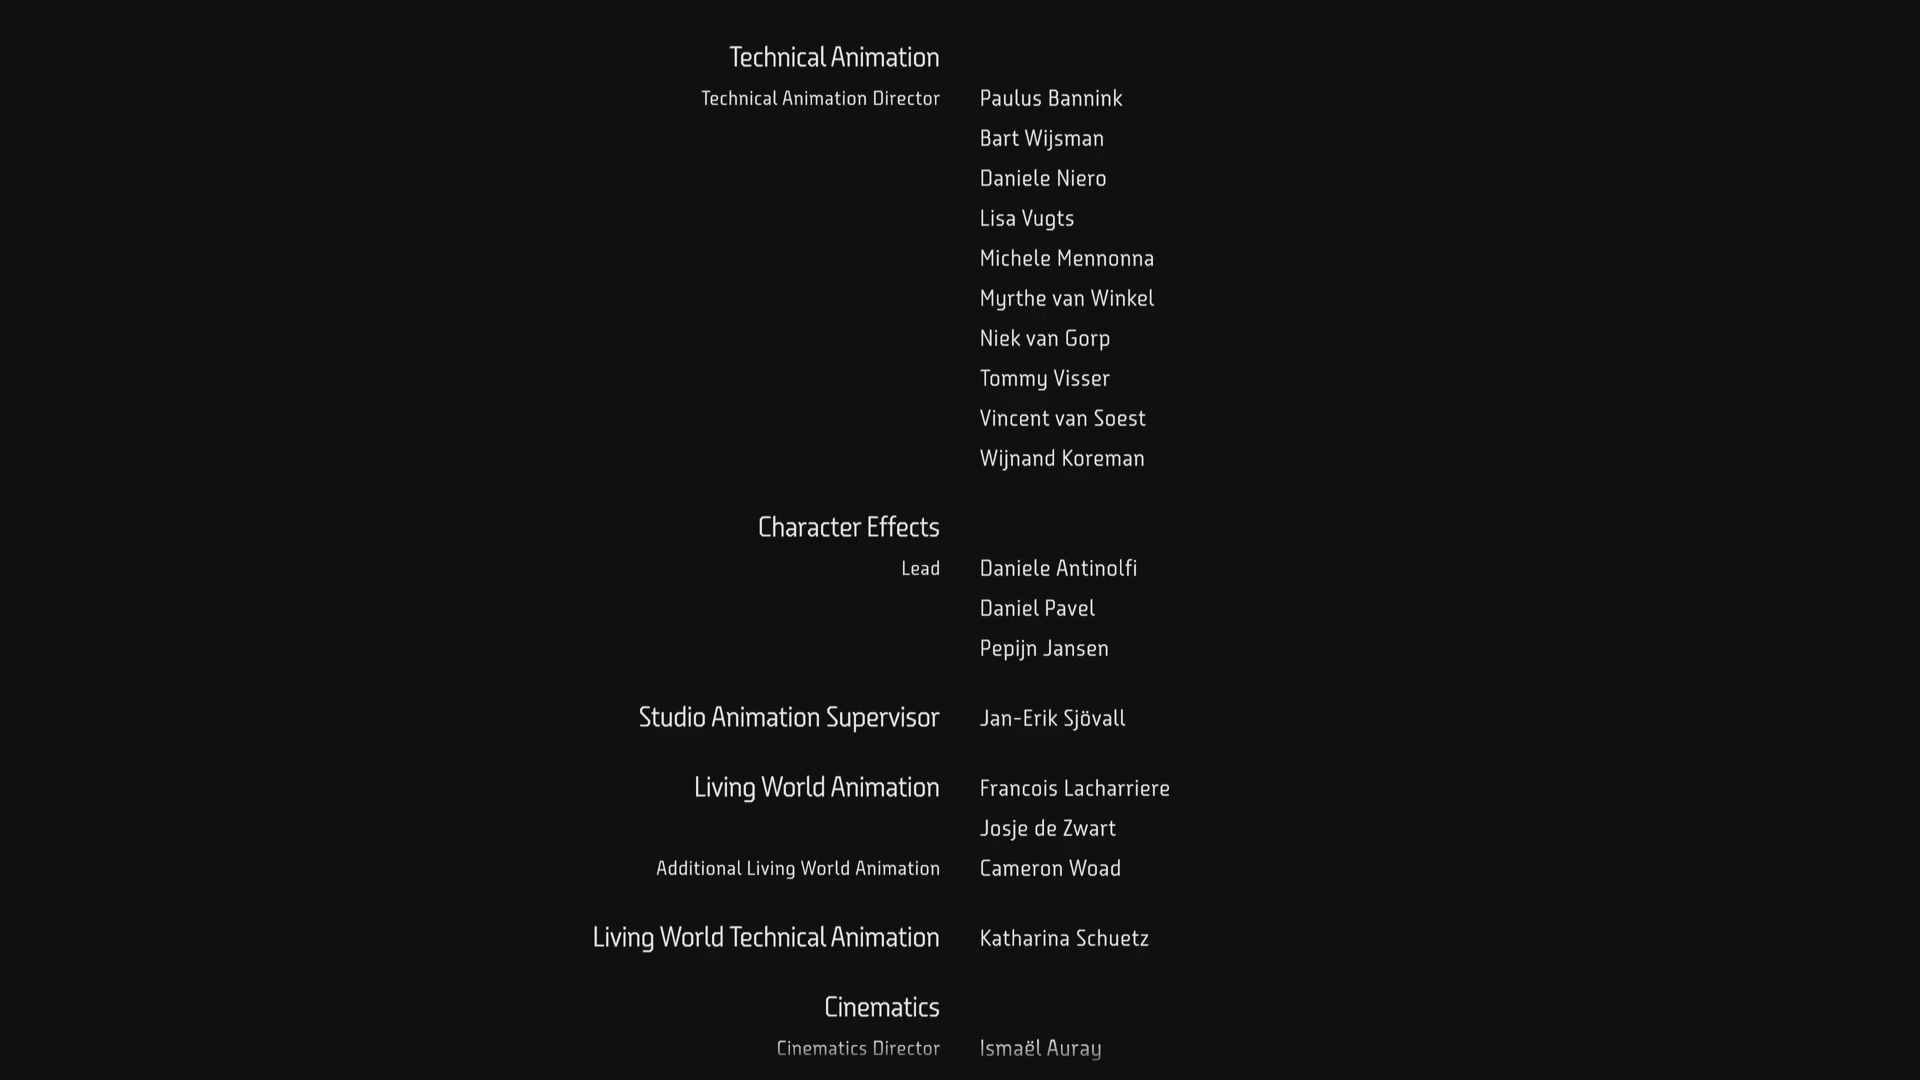 Technical Animation
Technical Animation Director Paulus Bannink
Bart Wijsman
Daniele Niero
Lisa Vugts
Michele Mennonna
Myrthe van Winkel
Niek van Gorp
Tommy Visser
Vincent van Soest
Wijnand Koreman
Character Effects
Lead Daniele Antinolfi
Daniel Pavel
Pepijn Jansen
Studio Animation Supervisor Jan-Erik Sjövall
Living World Animation Francois Lacharriere
Josje de Zwart
Additional Living World Animation Cameron Woad
Living World Technical Animation Katharina Schuetz
Cinematics
Cinematics Director Ismaël Auray